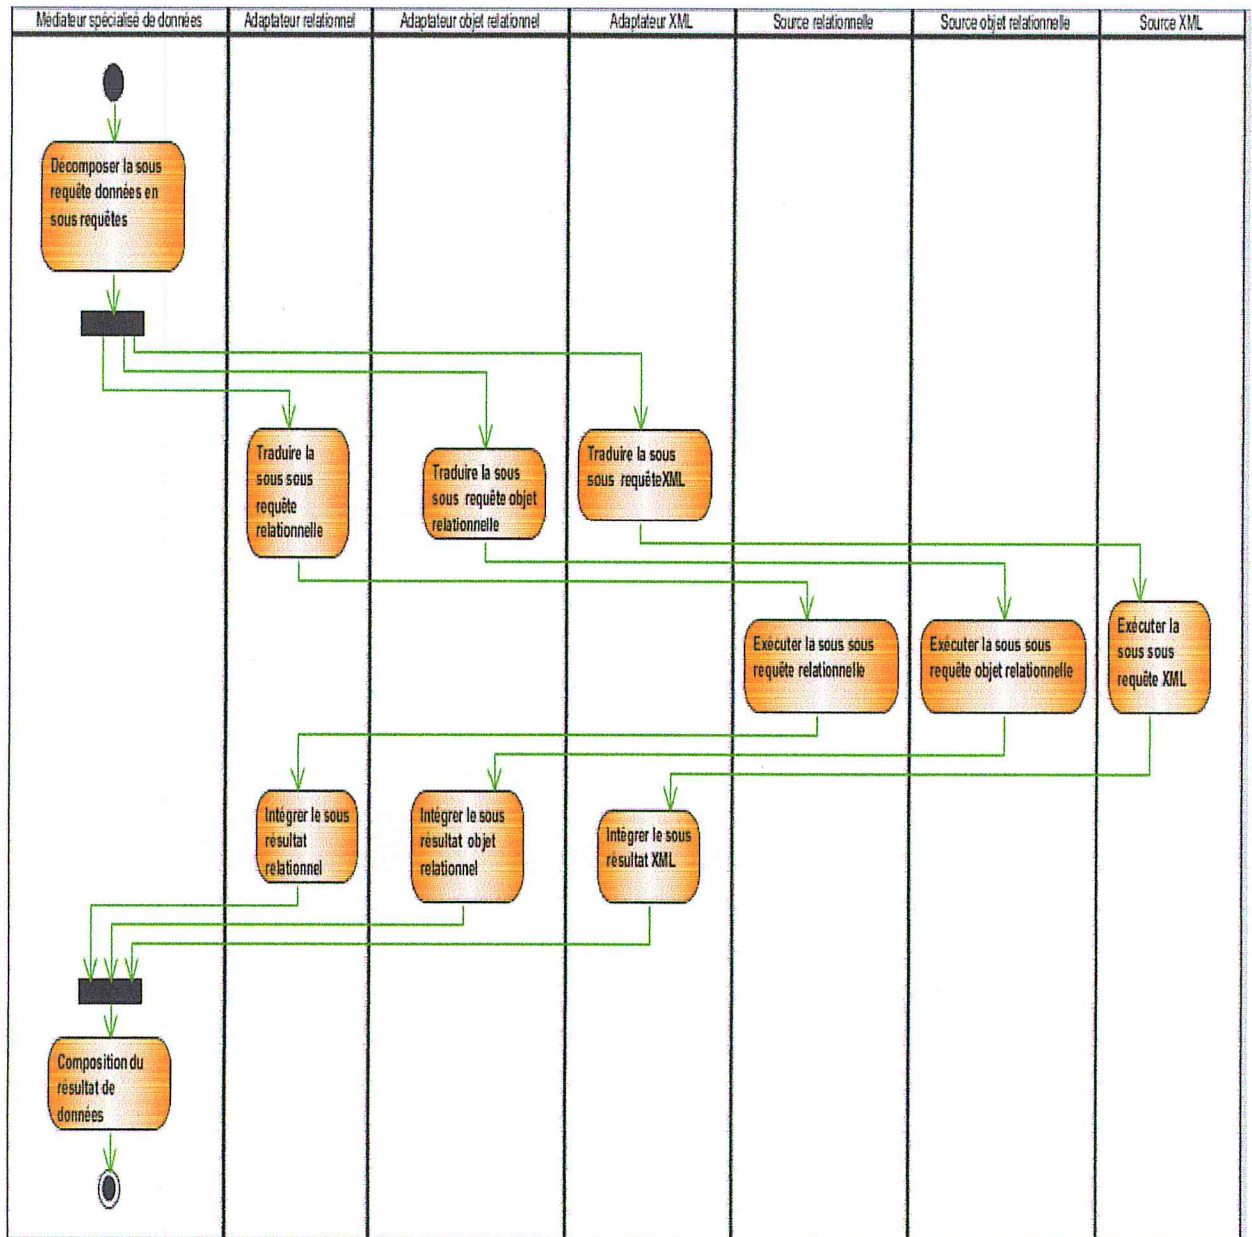 Médiateur spécialisé de données
Adaptateur relationnel
Adaptateur objet relationnel
Adaptateur XML
Source relationnelle
Source objet relationnelle
Source XML
Décomposer la sous
requête données en
sous requêtes
Traduire la
sous sous
requête
relationnelle
Traduire la sous
sous requête objet
relationnelle
Traduire la sous
sous requêteXML
Exécuter la sous sous
requête relationnelle
Exécuter la sous sous
requête objet relationnelle
Exécuter la
sous sous
requête XML
Intégrer le sous
résultat
relationnel
Intégrer le sous
résultat objet
relationnel
Intégrer le sous
résultat XML
Composition du
résultat de
données